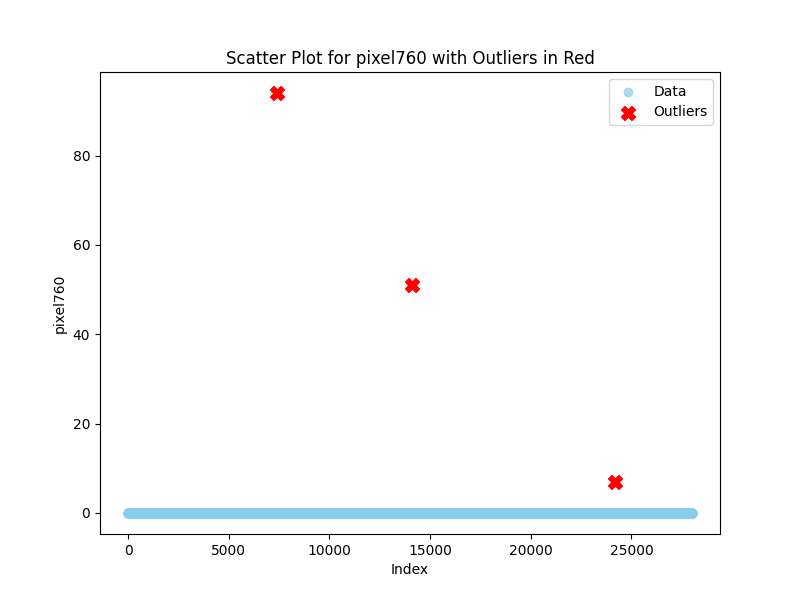 Scatter Plot for pixel760 with Outliers in Red
Data
Outliers
80
60
40
20
0
pixel760
0 5000 10000 15000 20000 25000
Index